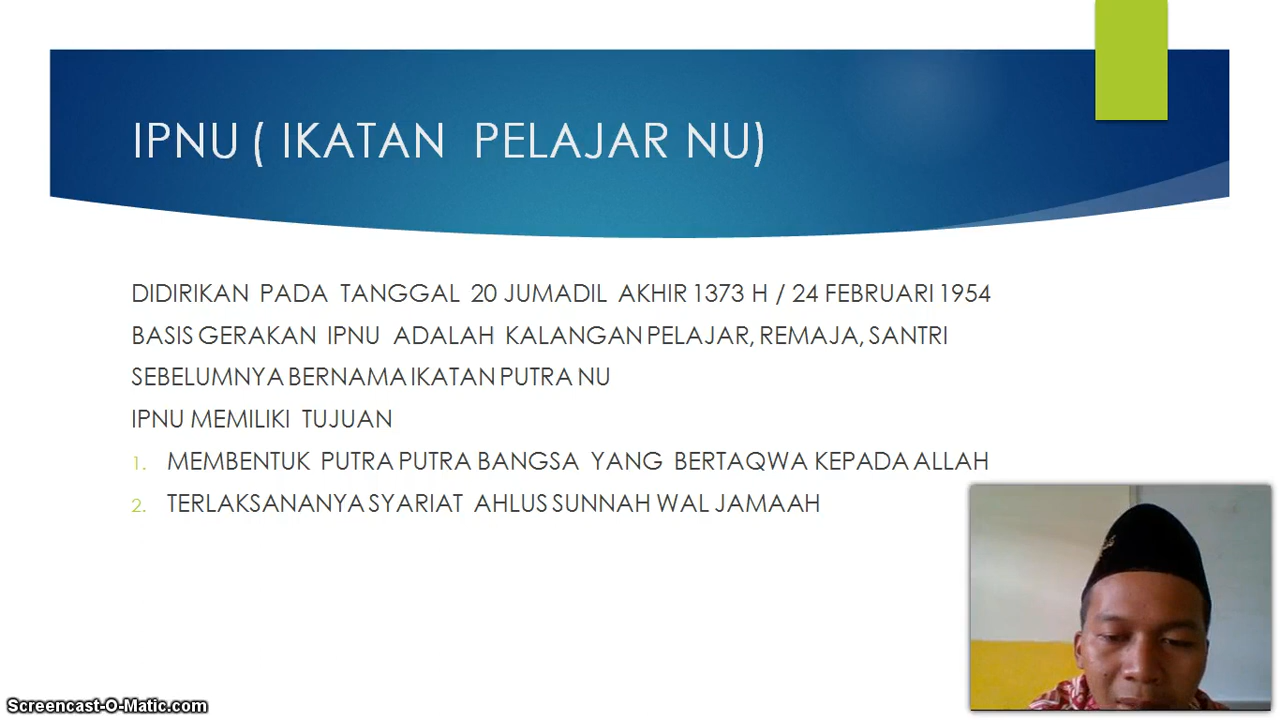 IPNU ( IKATAN PELAJAR NU)
DIDIRIKAN PADA TANGGAL 20 JUMADIL AKHIR 1373 H / 24 FEBRUARI 1954
BASIS GERAKAN IPNU ADALAH KALANGAN PELAJAR, REMAJA, SANTRI
SEBELUMNYA BERNAMA IKATAN PUTRA NU
IPNU MEMILIKI TUJUAN
1. MEMBENTUK PUTRA PUTRA BANGSA YANG BERTAQWA KEPADA ALLAH
2. TERLAKSANANYA SYARIAT AHLUS SUNNAH WAL JAMAAH
Screencast-O-Matic.com